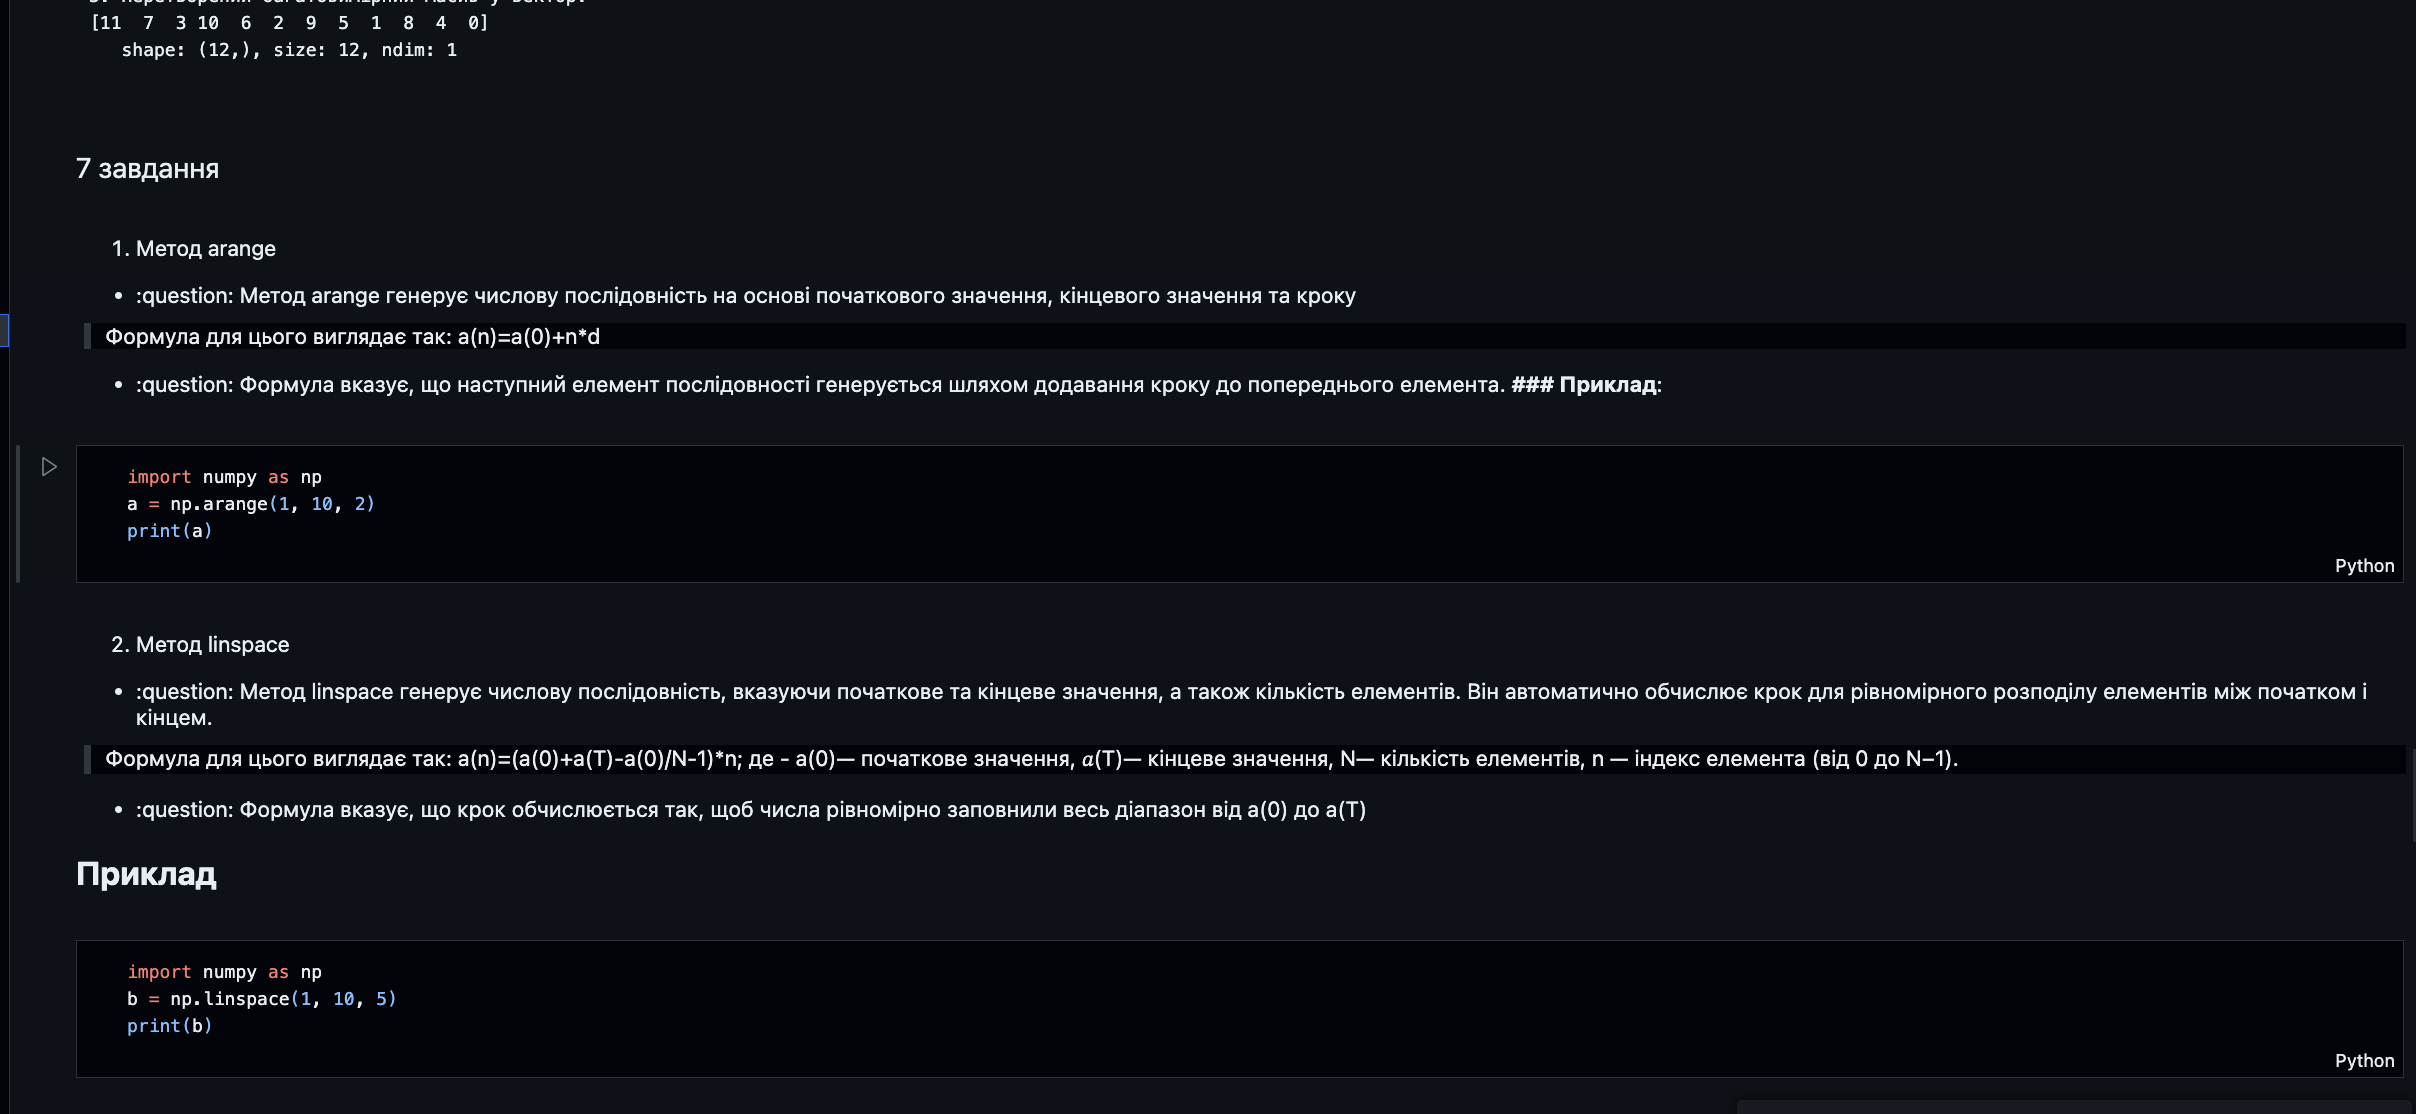 [11 7 3 10 6 2 9 5 1 8 4 0]
shape: (12,), size: 12, ndim: 1
7 завдання
1. Метод arange
• :question: Метод arange генерує числову послідовність на основі початкового значення, кінцевого значення та кроку
Формула для цього виглядає так: a(n)=a(0)+n*d
• :question: Формула вказує, що наступний елемент послідовності генерується шляхом додавання кроку до попереднього елемента. ### Приклад:
import numpy as np
a = np.arange(1, 10, 2)
print(a)
Python
2. Метод linspace
• :question: Метод linspace генерує числову послідовність, вказуючи початкове та кінцеве значення, а також кількість елементів. Він автоматично обчислює крок для рівномірного розподілу елементів між початком і
кінцем.
Формула для цього виглядає так: a(n)=(a(0)+a(T)-a(0)/N-1)*n; де - a(0)— початкове значення, a(T)— кінцеве значення, N— кількість елементів, n — індекс елемента (від 0 до N−1).
• :question: Формула вказує, що крок обчислюється так, щоб числа рівномірно заповнили весь діапазон від a(0) до a(T)
Приклад
import numpy as np
b = np.linspace(1, 10, 5)
print(b)
Python